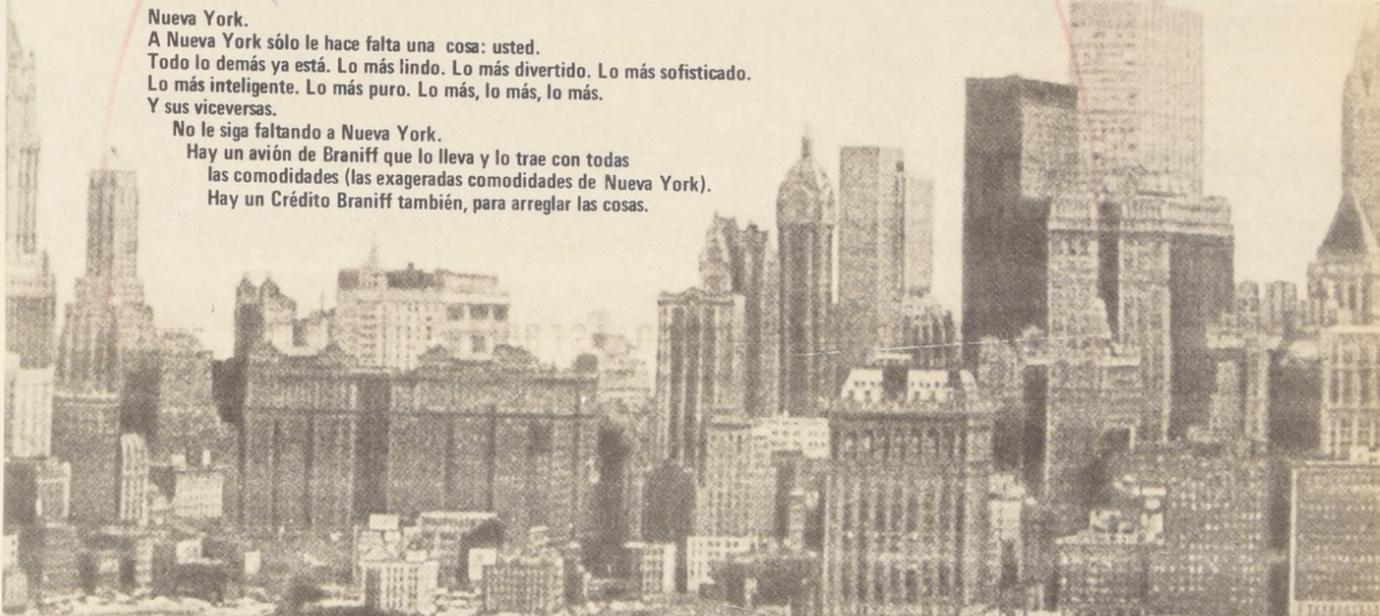 Nueva York.
A Nueva York sólo le hace falta una cosa: usted.
Todo lo demás ya está. Lo más lindo. Lo más divertido. Lo más sofisticado.
Lo más inteligente. Lo más puro. Lo más, lo más, lo más.
Y sus viceversas.
No le siga faltando a Nueva York.
Hay un avión de Braniff que lo lleva y lo trae con todas
las comodidades (las exageradas comodidades de Nueva York).
Hay un Crédito Braniff también, para arreglar las cosas.